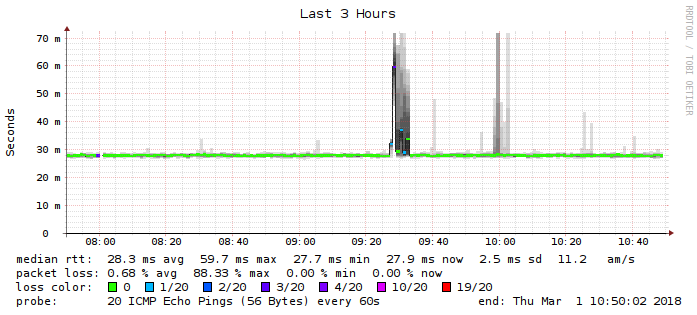 Last 3 Hours
RRDTOOL / TOBI OETIKER
Seconds
70 m
60 m
50 m
40 m
30 m
20 m
10 m
0
08:00 08:20 08:40 09:00 09:20 09:40 10:00 10:20 10:40
median rtt: 28.3 ms avg 59.7 ms max 27.7 ms min 27.9 ms now 2.5 ms sd 11.2 am/s
packet loss: 0.68 % avg 88.33 % max 0.00 % min 0.00 % now
loss color: 0 1/20 2/20 3/20 4/20 10/20 19/20
probe: 20 ICMP Echo Pings (56 Bytes) every 60s end: Thu Mar 1 10:50:02 2018